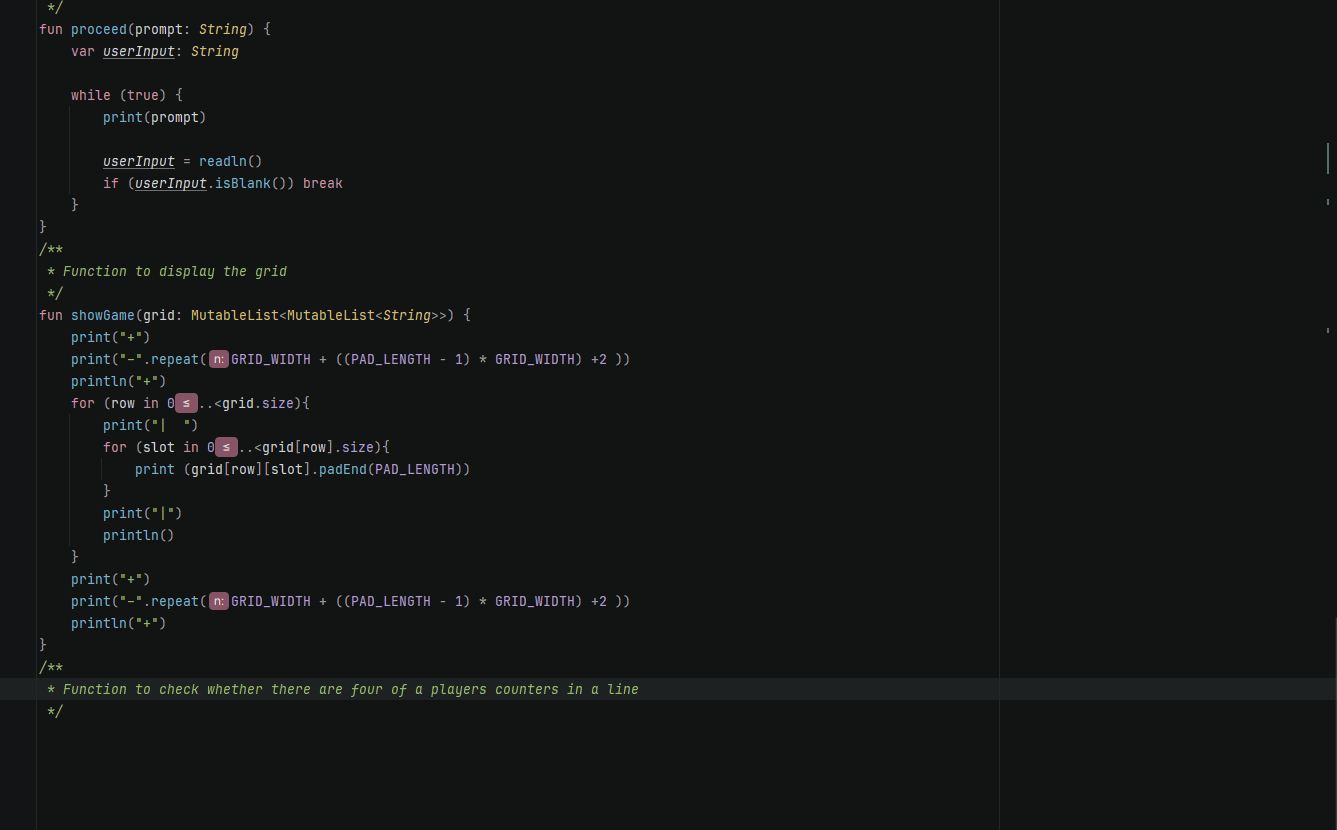 */
fun proceed(prompt: String) {
    var userInput: String

    while (true) {
        print(prompt)

        userInput = readln()
        if (userInput.isBlank()) break
    }
}
/**
 * Function to display the grid
 */
fun showGame(grid: MutableList<MutableList<String>>) {
    print("+")
    print("-".repeat( n: GRID_WIDTH + ((PAD_LENGTH - 1) * GRID_WIDTH) +2 ))
    println("+")
    for (row in 0 ≤ ..<grid.size){
        print("|  ")
        for (slot in 0 ≤ ..<grid[row].size){
            print (grid[row][slot].padEnd(PAD_LENGTH))
        }
        print("|")
        println()
    }
    print("+")
    print("-".repeat( n: GRID_WIDTH + ((PAD_LENGTH - 1) * GRID_WIDTH) +2 ))
    println("+")
}
/**
 * Function to check whether there are four of a players counters in a line
 */